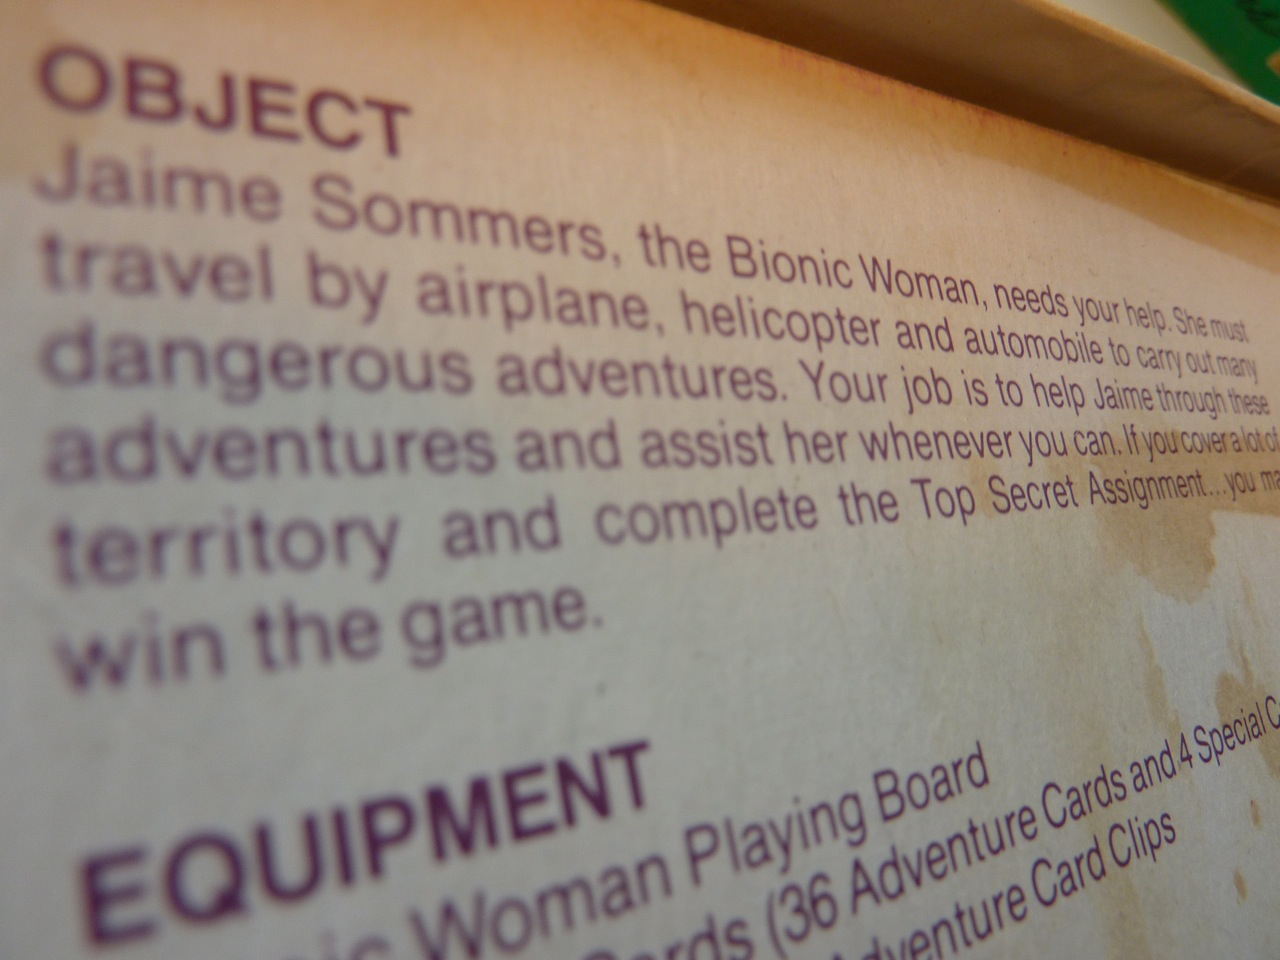 OBJECT
Jaime Sommers, the Bionic Woman, needs your help. She must
travel by airplane, helicopter and automobile to carry out many
dangerous adventures. Your job is to help Jaime through these
adventures and assist her whenever you can. If you cover a lot of
territory and complete the Top Secret Assignment...you ma
win the game.
EQUIPMENT
Woman Playing Board
(36 Adventure Cards and 4 Special C
Card Clips